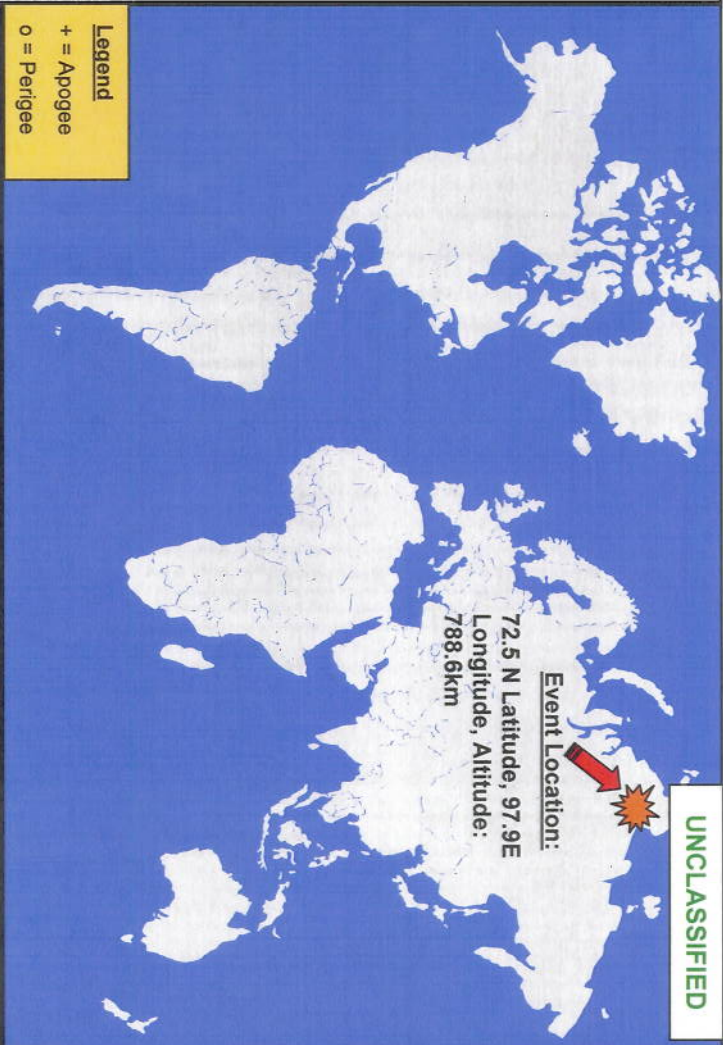 UNCLASSIFIED
Event Location:
72.5 N Latitude, 97.9E
Longitude, Altitude:
788.6km
Legend
+ = Apogee
o = Perigee